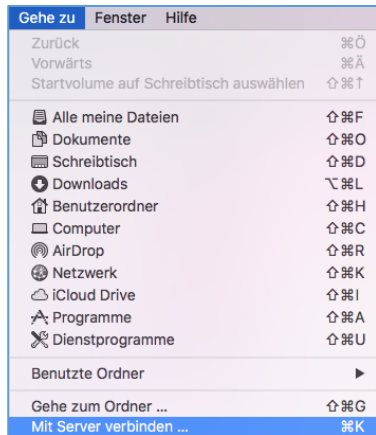 Gehe zu Fenster Hilfe
Zurück ⌘Ö
Vorwärts ⌘Ä
Startvolume auf Schreibtisch auswählen ⇧⌘↑
Alle meine Dateien ⇧⌘F
Dokumente ⇧⌘O
Schreibtisch ⇧⌘D
Downloads ⌥⌘L
Benutzerordner ⇧⌘H
Computer ⇧⌘C
AirDrop ⇧⌘R
Netzwerk ⇧⌘K
iCloud Drive ⇧⌘I
Programme ⇧⌘A
Dienstprogramme ⇧⌘U
Benutzte Ordner ▶
Gehe zum Ordner ... ⇧⌘G
Mit Server verbinden ... ⌘K